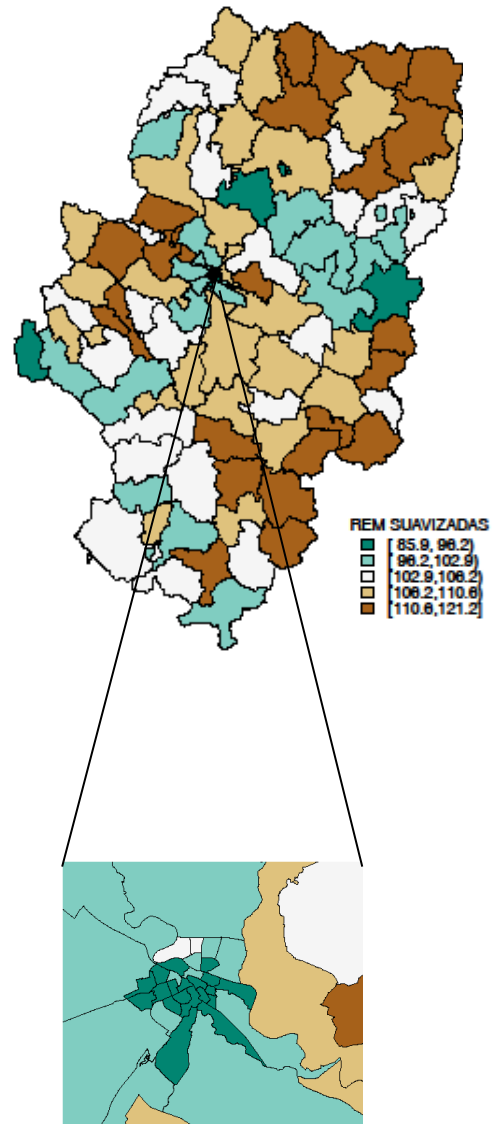 REM SUAVIZADAS
[ 85.9, 96.2)
[ 96.2,102.9)
[102.9,106.2)
[106.2,110.6)
[110.6,121.2]